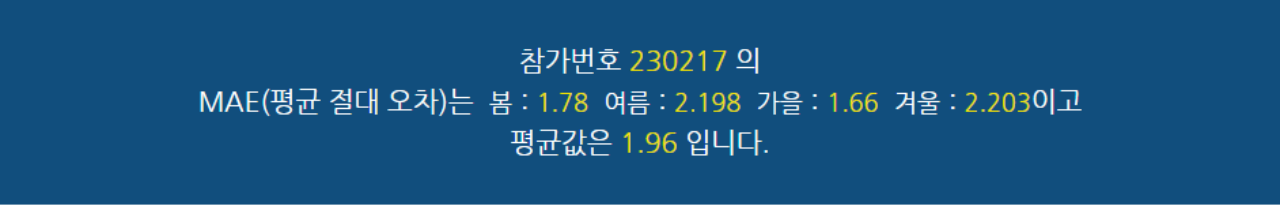 참가번호 230217 의
MAE(평균 절대 오차)는 봄 : 1.78 여름 : 2.198 가을 : 1.66 겨울 : 2.203이고
평균값은 1.96 입니다.